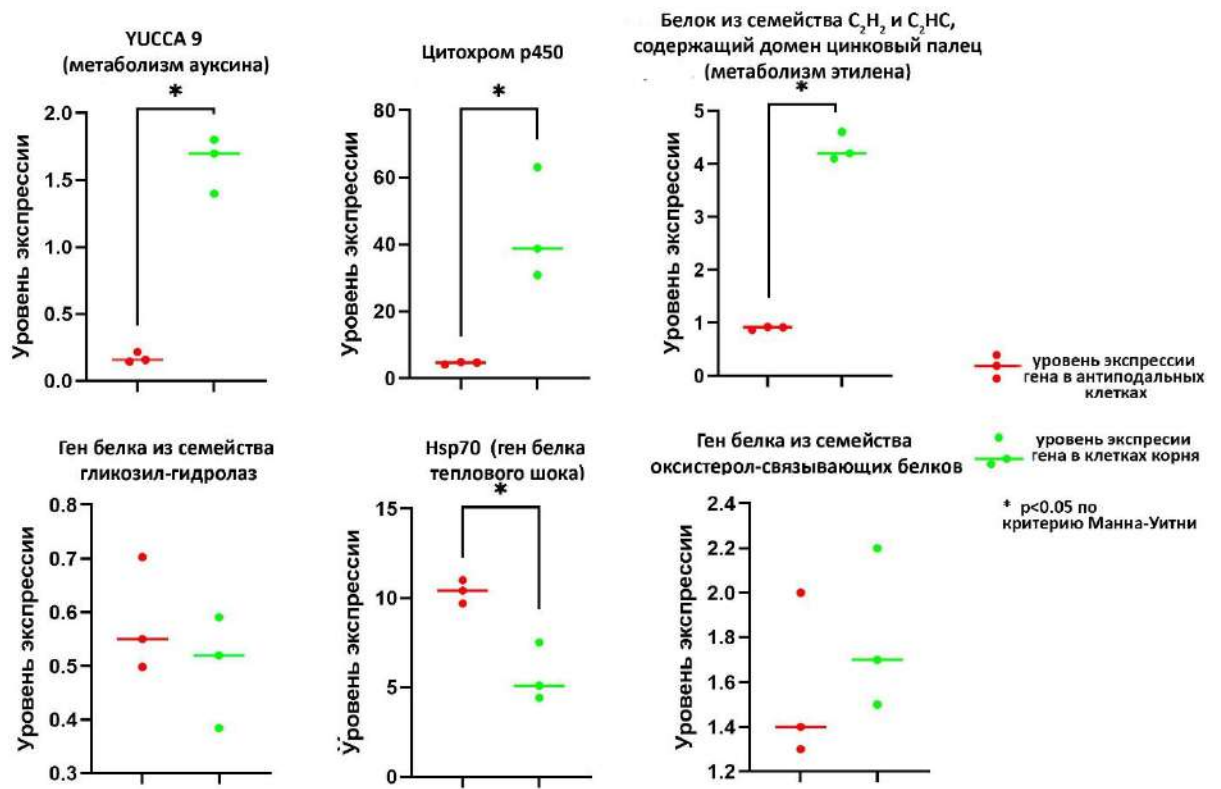 YUCCA 9
(метаболизм ауксина)
*
Уровень экспрессии
2.0
1.5
1.0
0.5
0.0
Цитохром p450
*
Уровень экспрессии
80
60
40
20
0
Белок из семейства C₂H₂ и C₂HC,
содержащий домен цинковый палец
(метаболизм этилена)
*
Уровень экспрессии
5
4
3
2
1
0
уровень экспрессии
гена в антиподальных
клетках
уровень экспресии
гена в клетках корня
* p<0.05 по
критерию Манна-Уитни
Ген белка из семейства
гликозил-гидролаз
Уровень экспрессии
0.8
0.7
0.6
0.5
0.4
0.3
Hsp70 (ген белка
теплового шока)
*
Уровень экспрессии
15
10
5
0
Ген белка из семейства
оксистерол-связывающих белков
Уровень экспрессии
2.4
2.2
2.0
1.8
1.6
1.4
1.2